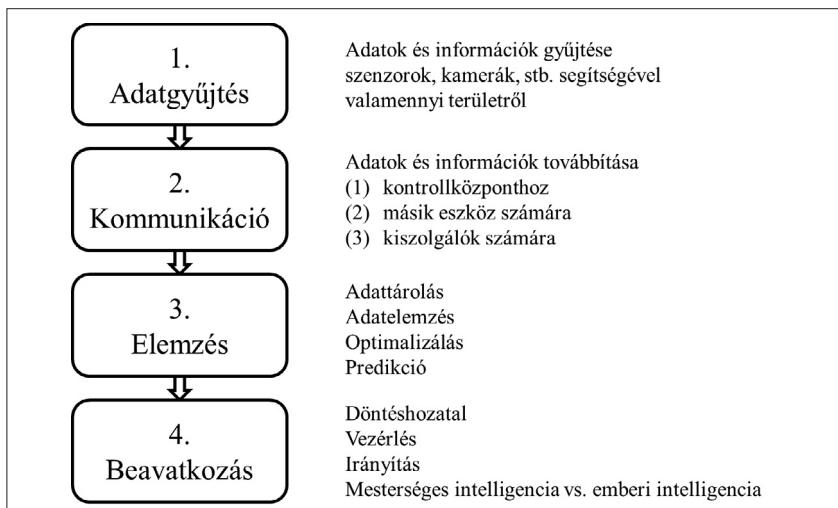 1.
Adatgyűjtés
Adatok és információk gyűjtése
szenzorok, kamerák, stb. segítségével
valamennyi területről
2.
Kommunikáció
Adatok és információk továbbítása
(1) kontrollközponthoz
(2) másik eszköz számára
(3) kiszolgálók számára
3.
Elemzés
Adattárolás
Adatelemzés
Optimalizálás
Predikció
4.
Beavatkozás
Döntéshozatal
Vezérlés
Irányítás
Mesterséges intelligencia vs. emberi intelligencia